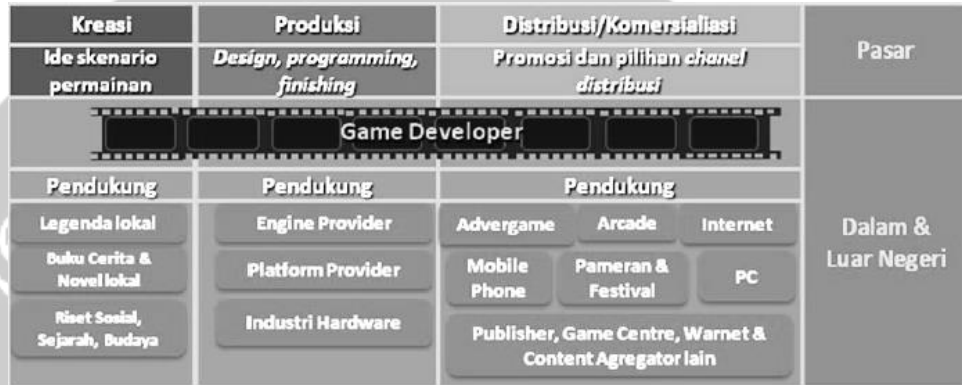 Kreasi
Produksi
Distribusi/Komersialiasi
Pasar
Ide skenario
permainan
Design, programming,
finishing
Promosi dan pilihan chanel
distribusi
Game Developer
Pendukung
Pendukung
Pendukung
Legenda lokal
Buku Cerita &
Novel lokal
Riset Sosial,
Sejarah, Budaya
Engine Provider
Platform Provider
Industri Hardware
Advergame
Arcade
Internet
Mobile
Phone
Pameran &
Festival
PC
Publisher, Game Centre, Warnet &
Content Agregator lain
Dalam &
Luar Negeri